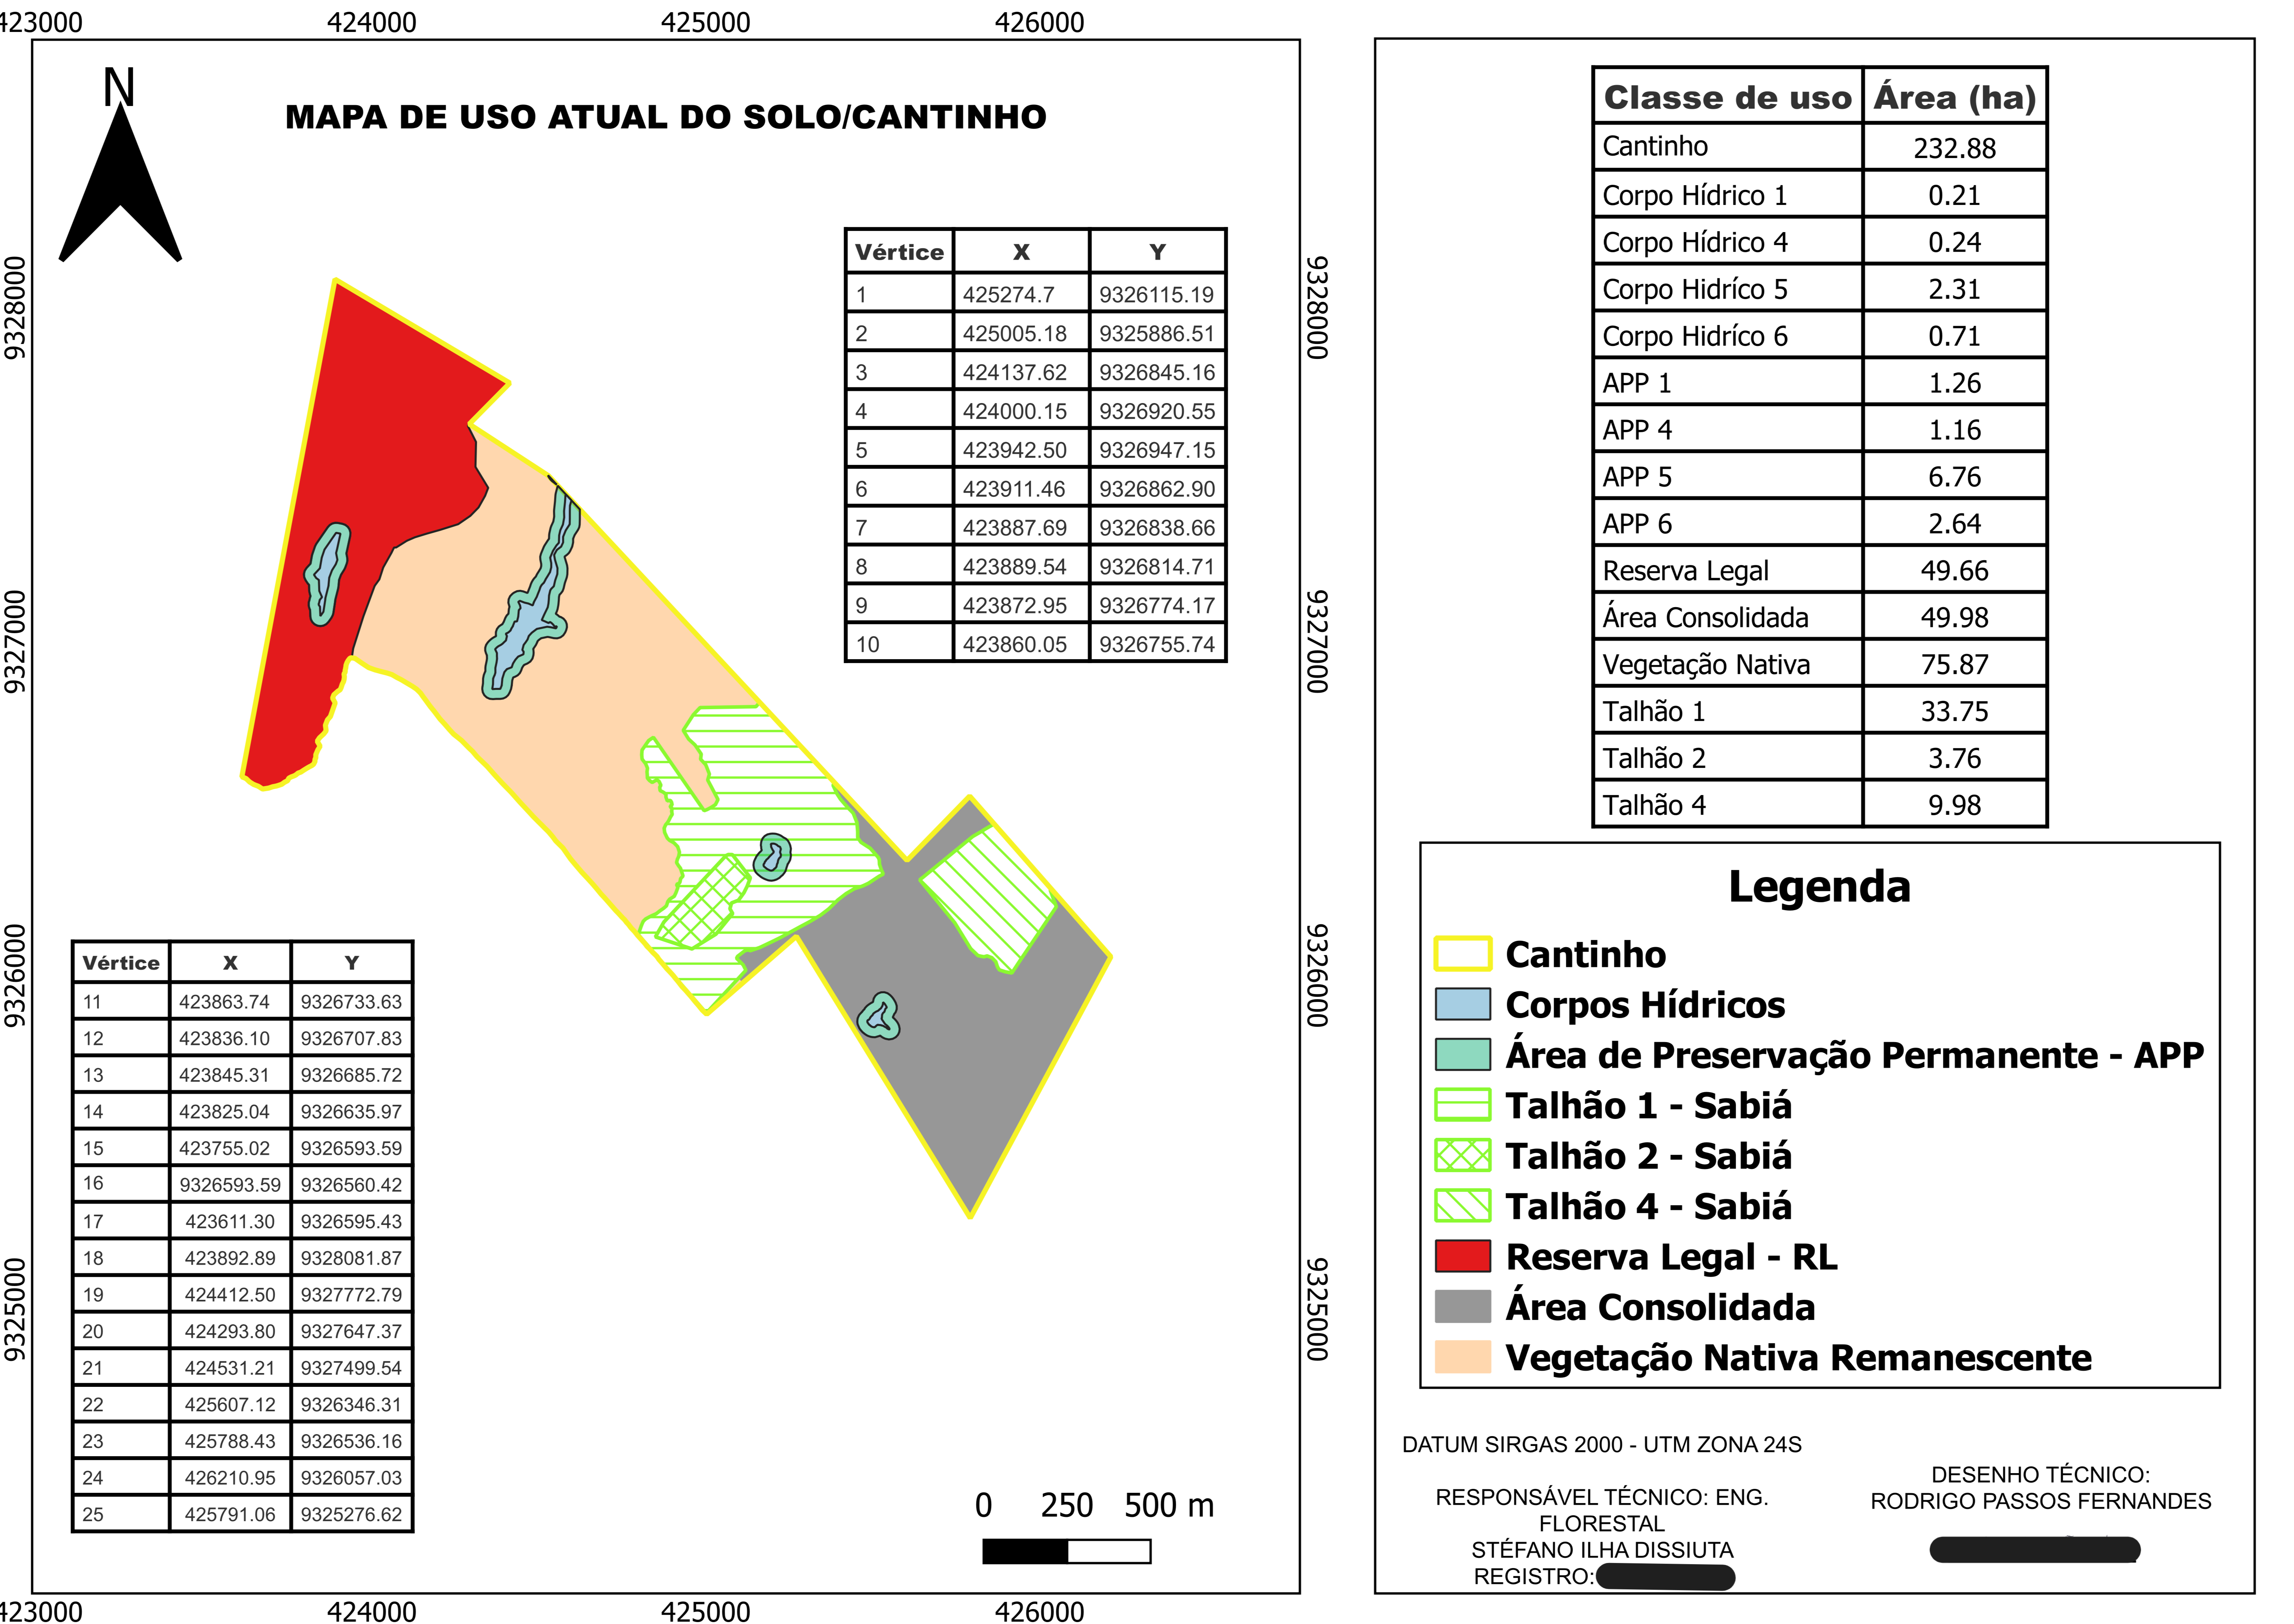 423000 424000 425000 426000
N
MAPA DE USO ATUAL DO SOLO/CANTINHO
9328000
9327000
9326000
9325000
Vértice X Y
1 425274.7 9326115.19
2 425005.18 9325886.51
3 424137.62 9326845.16
4 424000.15 9326920.55
5 423942.50 9326947.15
6 423911.46 9326862.90
7 423887.69 9326838.66
8 423889.54 9326814.71
9 423872.95 9326774.17
10 423860.05 9326755.74
9328000
9327000
9326000
9325000
Vértice X Y
11 423863.74 9326733.63
12 423836.10 9326707.83
13 423845.31 9326685.72
14 423825.04 9326635.97
15 423755.02 9326593.59
16 9326593.59 9326560.42
17 423611.30 9326595.43
18 423892.89 9328081.87
19 424412.50 9327772.79
20 424293.80 9327647.37
21 424531.21 9327499.54
22 425607.12 9326346.31
23 425788.43 9326536.16
24 426210.95 9326057.03
25 425791.06 9325276.62
0 250 500 m
423000 424000 425000 426000
Classe de uso Área (ha)
Cantinho 232.88
Corpo Hídrico 1 0.21
Corpo Hídrico 4 0.24
Corpo Hidríco 5 2.31
Corpo Hidríco 6 0.71
APP 1 1.26
APP 4 1.16
APP 5 6.76
APP 6 2.64
Reserva Legal 49.66
Área Consolidada 49.98
Vegetação Nativa 75.87
Talhão 1 33.75
Talhão 2 3.76
Talhão 4 9.98
Legenda
Cantinho
Corpos Hídricos
Área de Preservação Permanente - APP
Talhão 1 - Sabiá
Talhão 2 - Sabiá
Talhão 4 - Sabiá
Reserva Legal - RL
Área Consolidada
Vegetação Nativa Remanescente
DATUM SIRGAS 2000 - UTM ZONA 24S
RESPONSÁVEL TÉCNICO: ENG.
FLORESTAL
STÉFANO ILHA DISSIUTA
REGISTRO:
DESENHO TÉCNICO:
RODRIGO PASSOS FERNANDES